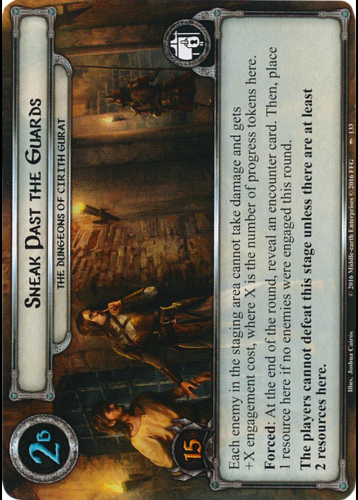 2B
SNEAK PAST THE GUARDS
THE DUNGEONS OF CIRITH GURAT
15
Each enemy in the staging area cannot take damage and gets
+X engagement cost, where X is the number of progress tokens here.
Forced: At the end of the round, reveal an encounter card. Then, place
1 resource here if no enemies were engaged this round.
The players cannot defeat this stage unless there are at least
2 resources here.
Illus. Joshua Cairós © 2016 Middle-earth Enterprises © 2016 FFG 133